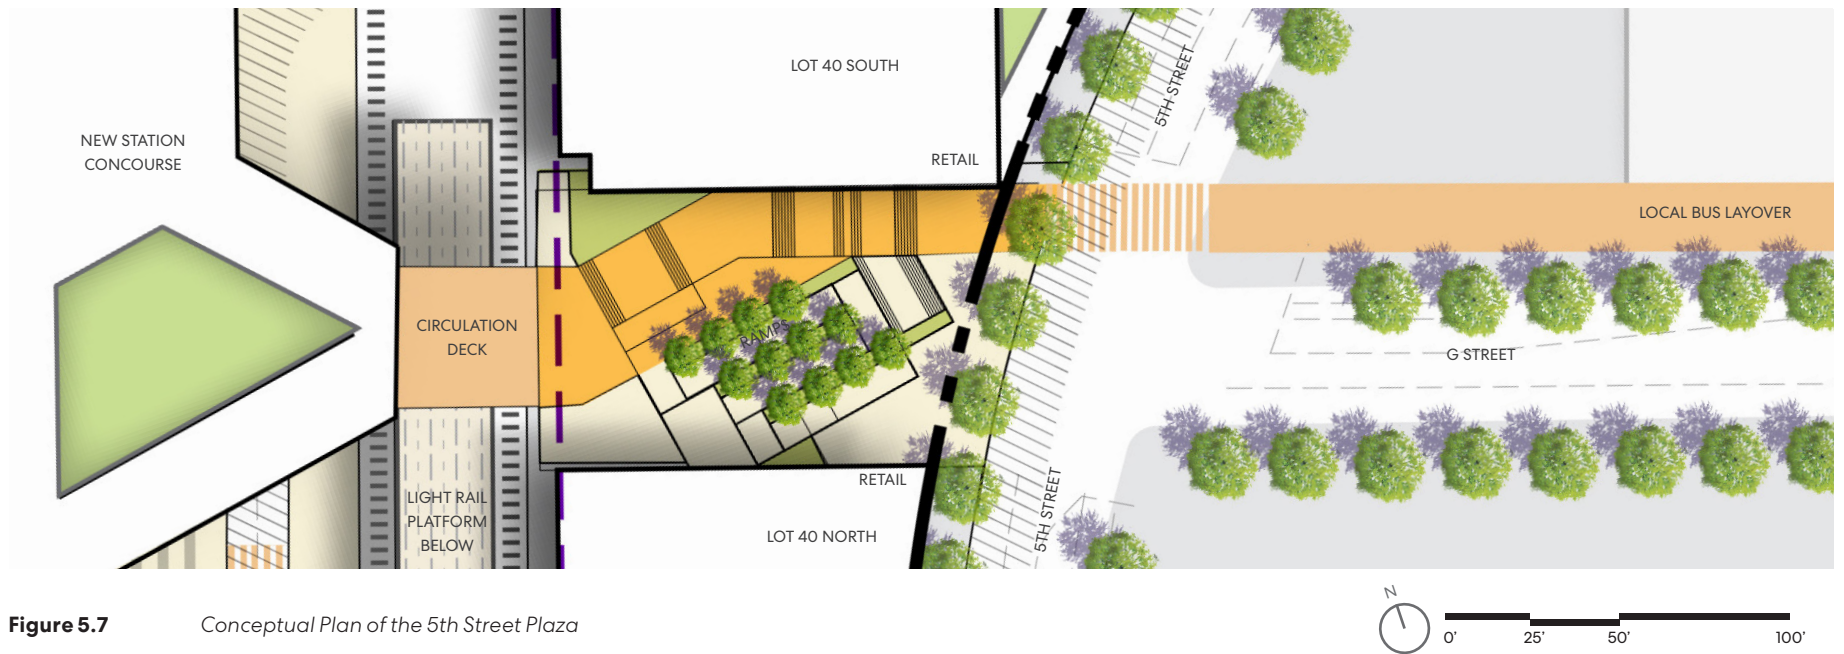 LOT 40 SOUTH
5TH STREET
NEW STATION
CONCOURSE
RETAIL
LOCAL BUS LAYOVER
CIRCULATION
DECK
RAMPS
G STREET
RETAIL
LIGHT RAIL
PLATFORM
BELOW
5TH STREET
LOT 40 NORTH
N
Figure 5.7 Conceptual Plan of the 5th Street Plaza
0' 25' 50' 100'